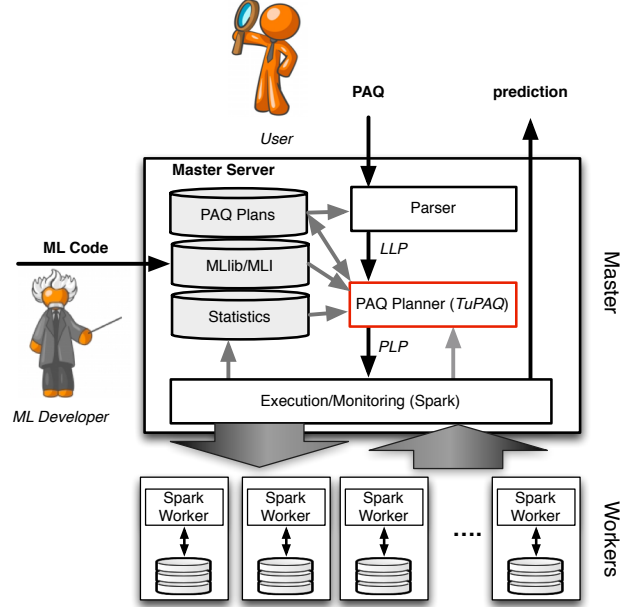 PAQ
prediction
User
Master Server
PAQ Plans
Parser
ML Code
LLP
MLlib/MLI
PAQ Planner (TuPAQ)
Statistics
PLP
Master
ML Developer
Execution/Monitoring (Spark)
Spark
Worker
Spark
Worker
Spark
Worker
....
Spark
Worker
Workers